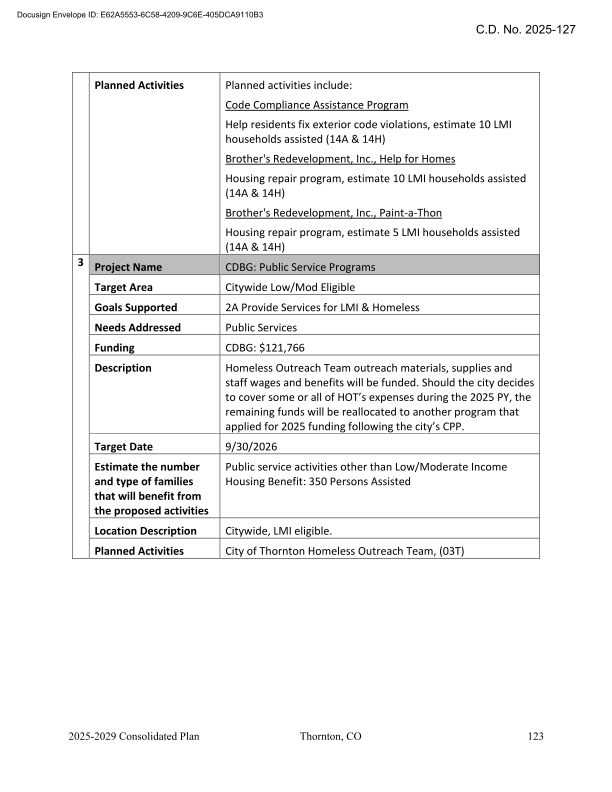 Docusign Envelope ID: E62A5553-6C58-4209-9C6E-405DCA9110B3
C.D. No. 2025-127
Planned Activities
Planned activities include:
Code Compliance Assistance Program
Help residents fix exterior code violations, estimate 10 LMI
households assisted (14A & 14H)
Brother's Redevelopment, Inc., Help for Homes
Housing repair program, estimate 10 LMI households assisted
(14A & 14H)
Brother's Redevelopment, Inc., Paint-a-Thon
Housing repair program, estimate 5 LMI households assisted
(14A & 14H)
3
Project Name
CDBG: Public Service Programs
Target Area
Citywide Low/Mod Eligible
Goals Supported
2A Provide Services for LMI & Homeless
Needs Addressed
Public Services
Funding
CDBG: $121,766
Description
Homeless Outreach Team outreach materials, supplies and
staff wages and benefits will be funded. Should the city decides
to cover some or all of HOT's expenses during the 2025 PY, the
remaining funds will be reallocated to another program that
applied for 2025 funding following the city's CPP.
Target Date
9/30/2026
Estimate the number
and type of families
that will benefit from
the proposed activities
Public service activities other than Low/Moderate Income
Housing Benefit: 350 Persons Assisted
Location Description
Citywide, LMI eligible.
Planned Activities
City of Thornton Homeless Outreach Team, (03T)
2025-2029 Consolidated Plan
Thornton, CO
123